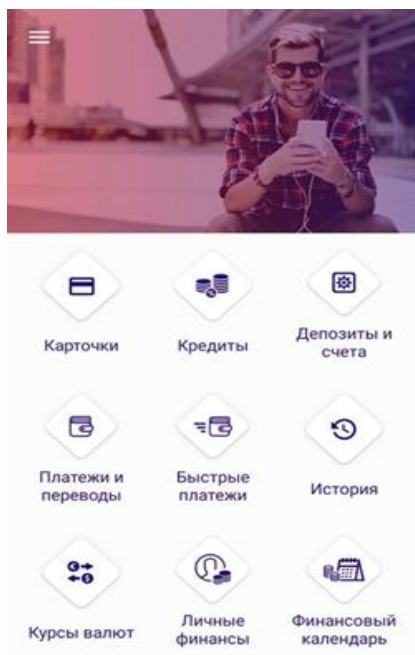 Карточки
Кредиты
Депозиты и
счета
Платежи и
переводы
Быстрые
платежи
История
Курсы валют
Личные
финансы
Финансовый
календарь